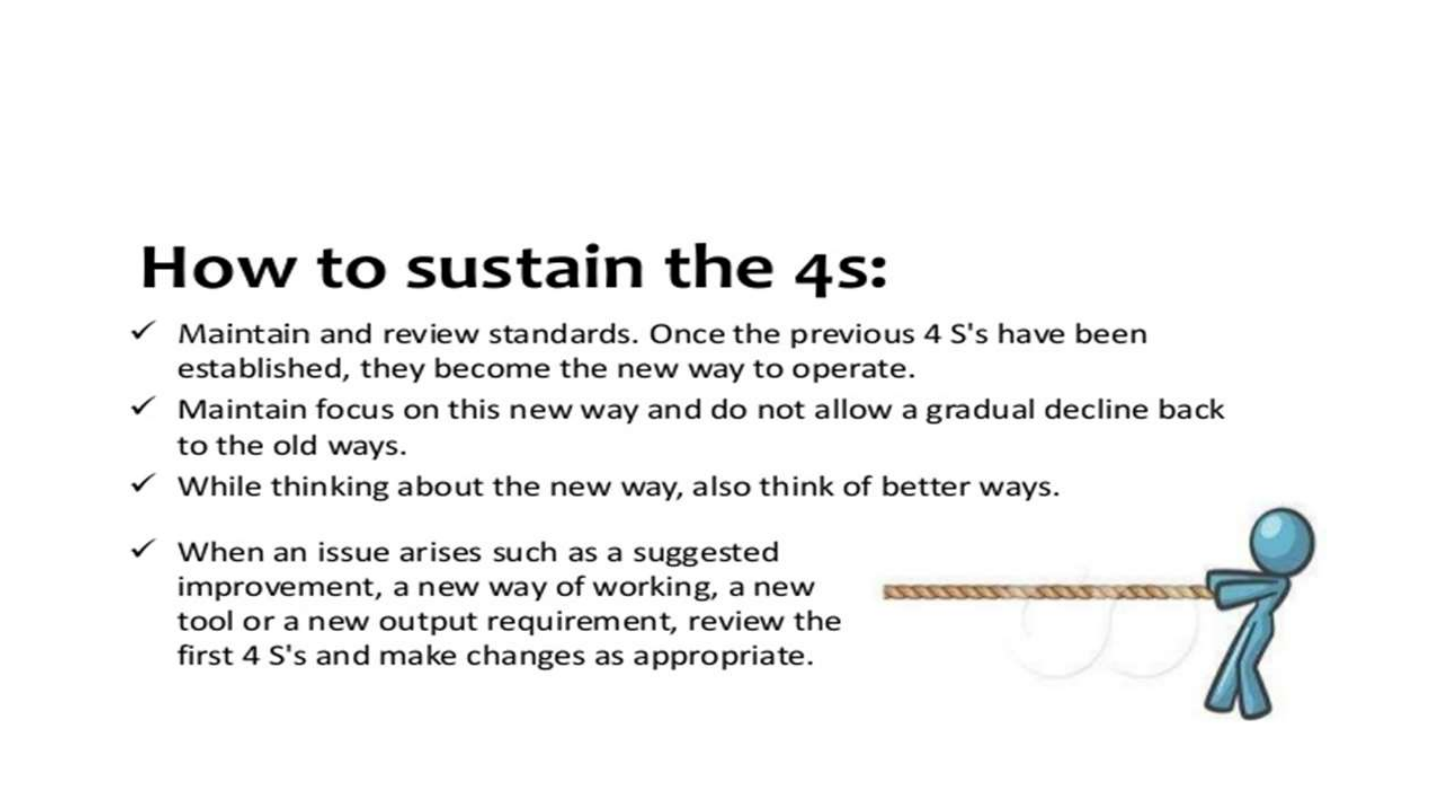 How to sustain the 4s:
✓ Maintain and review standards. Once the previous 4 S's have been
established, they become the new way to operate.
✓ Maintain focus on this new way and do not allow a gradual decline back
to the old ways.
✓ While thinking about the new way, also think of better ways.
✓ When an issue arises such as a suggested
improvement, a new way of working, a new
tool or a new output requirement, review the
first 4 S's and make changes as appropriate.